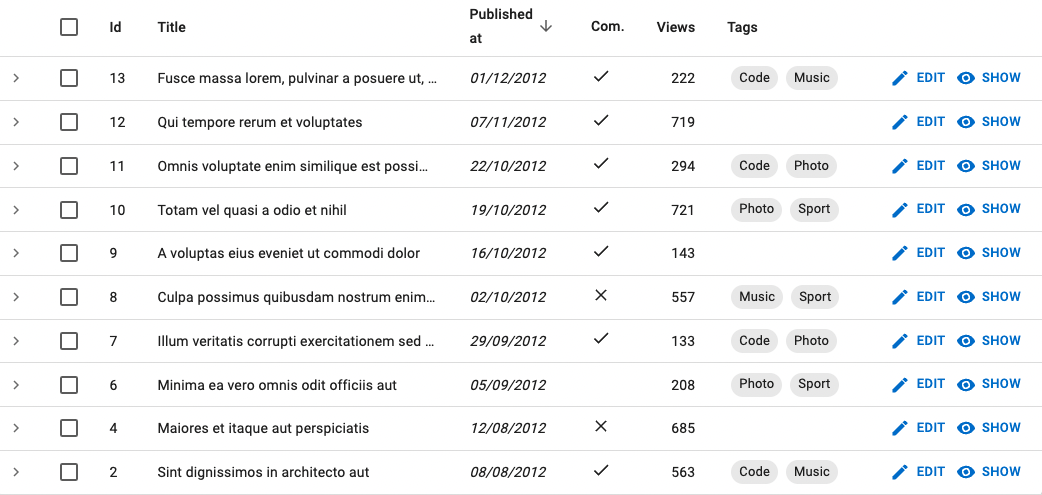 Id Title Published at Com. Views Tags
13 Fusce massa lorem, pulvinar a posuere ut, … 01/12/2012 222 Code Music EDIT SHOW
12 Qui tempore rerum et voluptates 07/11/2012 719 EDIT SHOW
11 Omnis voluptate enim similique est possi… 22/10/2012 294 Code Photo EDIT SHOW
10 Totam vel quasi a odio et nihil 19/10/2012 721 Photo Sport EDIT SHOW
9 A voluptas eius eveniet ut commodi dolor 16/10/2012 143 EDIT SHOW
8 Culpa possimus quibusdam nostrum enim… 02/10/2012 557 Music Sport EDIT SHOW
7 Illum veritatis corrupti exercitationem sed … 29/09/2012 133 Code Photo EDIT SHOW
6 Minima ea vero omnis odit officiis aut 05/09/2012 208 Photo Sport EDIT SHOW
4 Maiores et itaque aut perspiciatis 12/08/2012 685 EDIT SHOW
2 Sint dignissimos in architecto aut 08/08/2012 563 Code Music EDIT SHOW